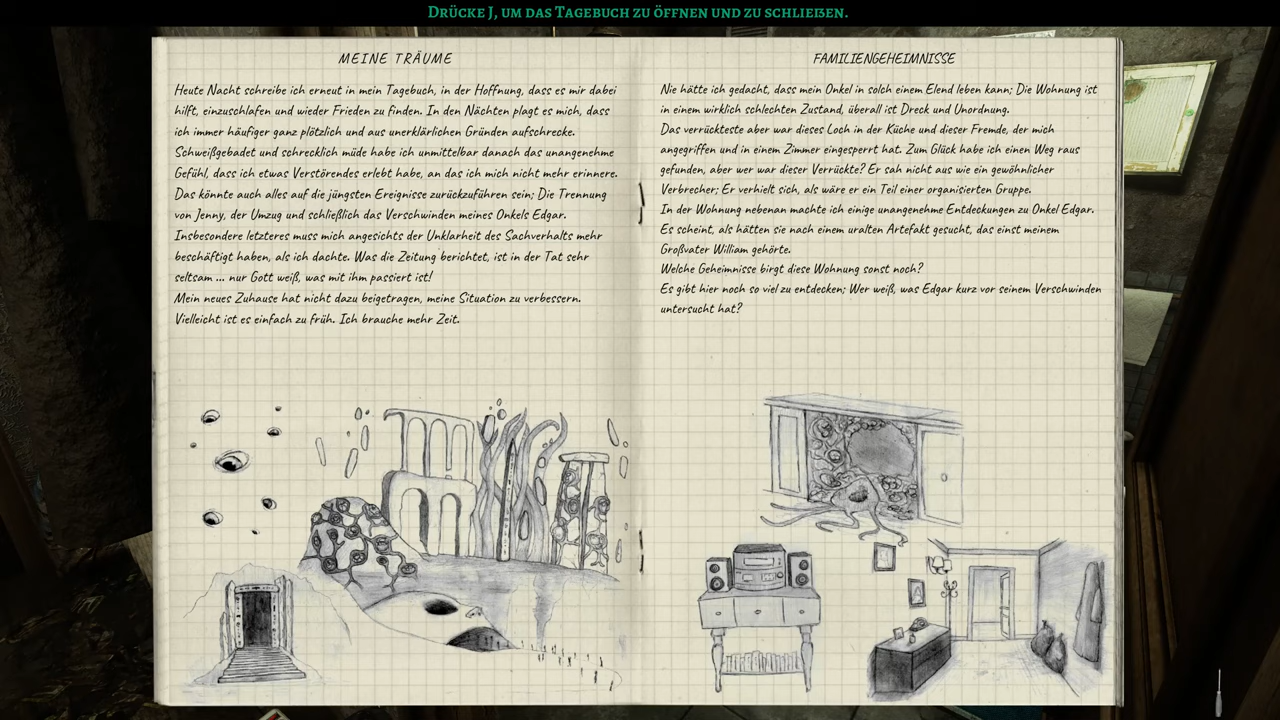 Drücke J, um das Tagebuch zu öffnen und zu schließen.
MEINE TRÄUME
Heute Nacht schreibe ich erneut in mein Tagebuch, in der Hoffnung, dass es mir dabei
hilft, einzuschlafen und wieder Frieden zu finden. In den Nächten plagt es mich, dass
ich immer häufiger ganz plötzlich und aus unerklärlichen Gründen aufschrecke.
Schweißgebadet und schrecklich müde habe ich unmittelbar danach das unangenehme
Gefühl, dass ich etwas Verstörendes erlebt habe, an das ich mich nicht mehr erinnere.
Das könnte auch alles auf die jüngsten Ereignisse zurückzuführen sein; Die Trennung
von Jenny, der Umzug und schließlich das Verschwinden meines Onkels Edgar.
Insbesondere letzteres muss mich angesichts der Unklarheit des Sachverhalts mehr
beschäftigt haben, als ich dachte. Was die Zeitung berichtet, ist in der Tat sehr
seltsam ... nur Gott weiß, was mit ihm passiert ist!
Mein neues Zuhause hat nicht dazu beigetragen, meine Situation zu verbessern.
Vielleicht ist es einfach zu früh. Ich brauche mehr Zeit.
FAMILIENGEHEIMNISSE
Nie hätte ich gedacht, dass mein Onkel in solch einem Elend leben kann; Die Wohnung ist
in einem wirklich schlechten Zustand, überall ist Dreck und Unordnung.
Das verrückteste aber war dieses Loch in der Küche und dieser Fremde, der mich
angegriffen und in einem Zimmer eingesperrt hat. Zum Glück habe ich einen Weg raus
gefunden, aber wer war dieser Verrückte? Er sah nicht aus wie ein gewöhnlicher
Verbrecher; Er verhielt sich, als wäre er ein Teil einer organisierten Gruppe.
In der Wohnung nebenan machte ich einige unangenehme Entdeckungen zu Onkel Edgar.
Es scheint, als hätten sie nach einem uralten Artefakt gesucht, das einst meinem
Großvater William gehörte.
Welche Geheimnisse birgt diese Wohnung sonst noch?
Es gibt hier noch so viel zu entdecken; Wer weiß, was Edgar kurz vor seinem Verschwinden
untersucht hat?